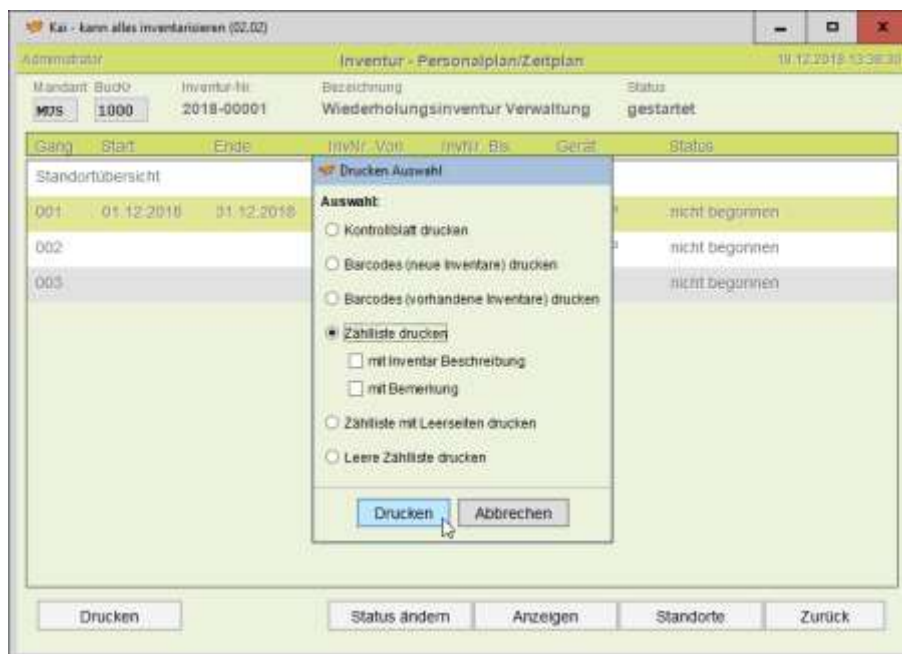 Kai - kann alles inventarisieren (02.02)
Administrator Inventur - Personalplan/Zeitplan 19.12.2018 13:36:30
Mandant BuchKr Inventur-Nr. Bezeichnung Status
MUS 1000 2018-00001 Wiederholungsinventur Verwaltung gestartet
Gang Start Ende InvNr. Von InvNr. Bis Gerät Status
Standortübersicht
Drucken Auswahl
Auswahl:
001 01.12.2018 31.12.2018 nicht begonnen
Kontrollblatt drucken
002 nicht begonnen
Barcodes (neue Inventare) drucken
003 nicht begonnen
Barcodes (vorhandene Inventare) drucken
Zählliste drucken
mit Inventar Beschreibung
mit Bemerkung
Zählliste mit Leerseiten drucken
Leere Zählliste drucken
Drucken Abbrechen
Drucken Status ändern Anzeigen Standorte Zurück